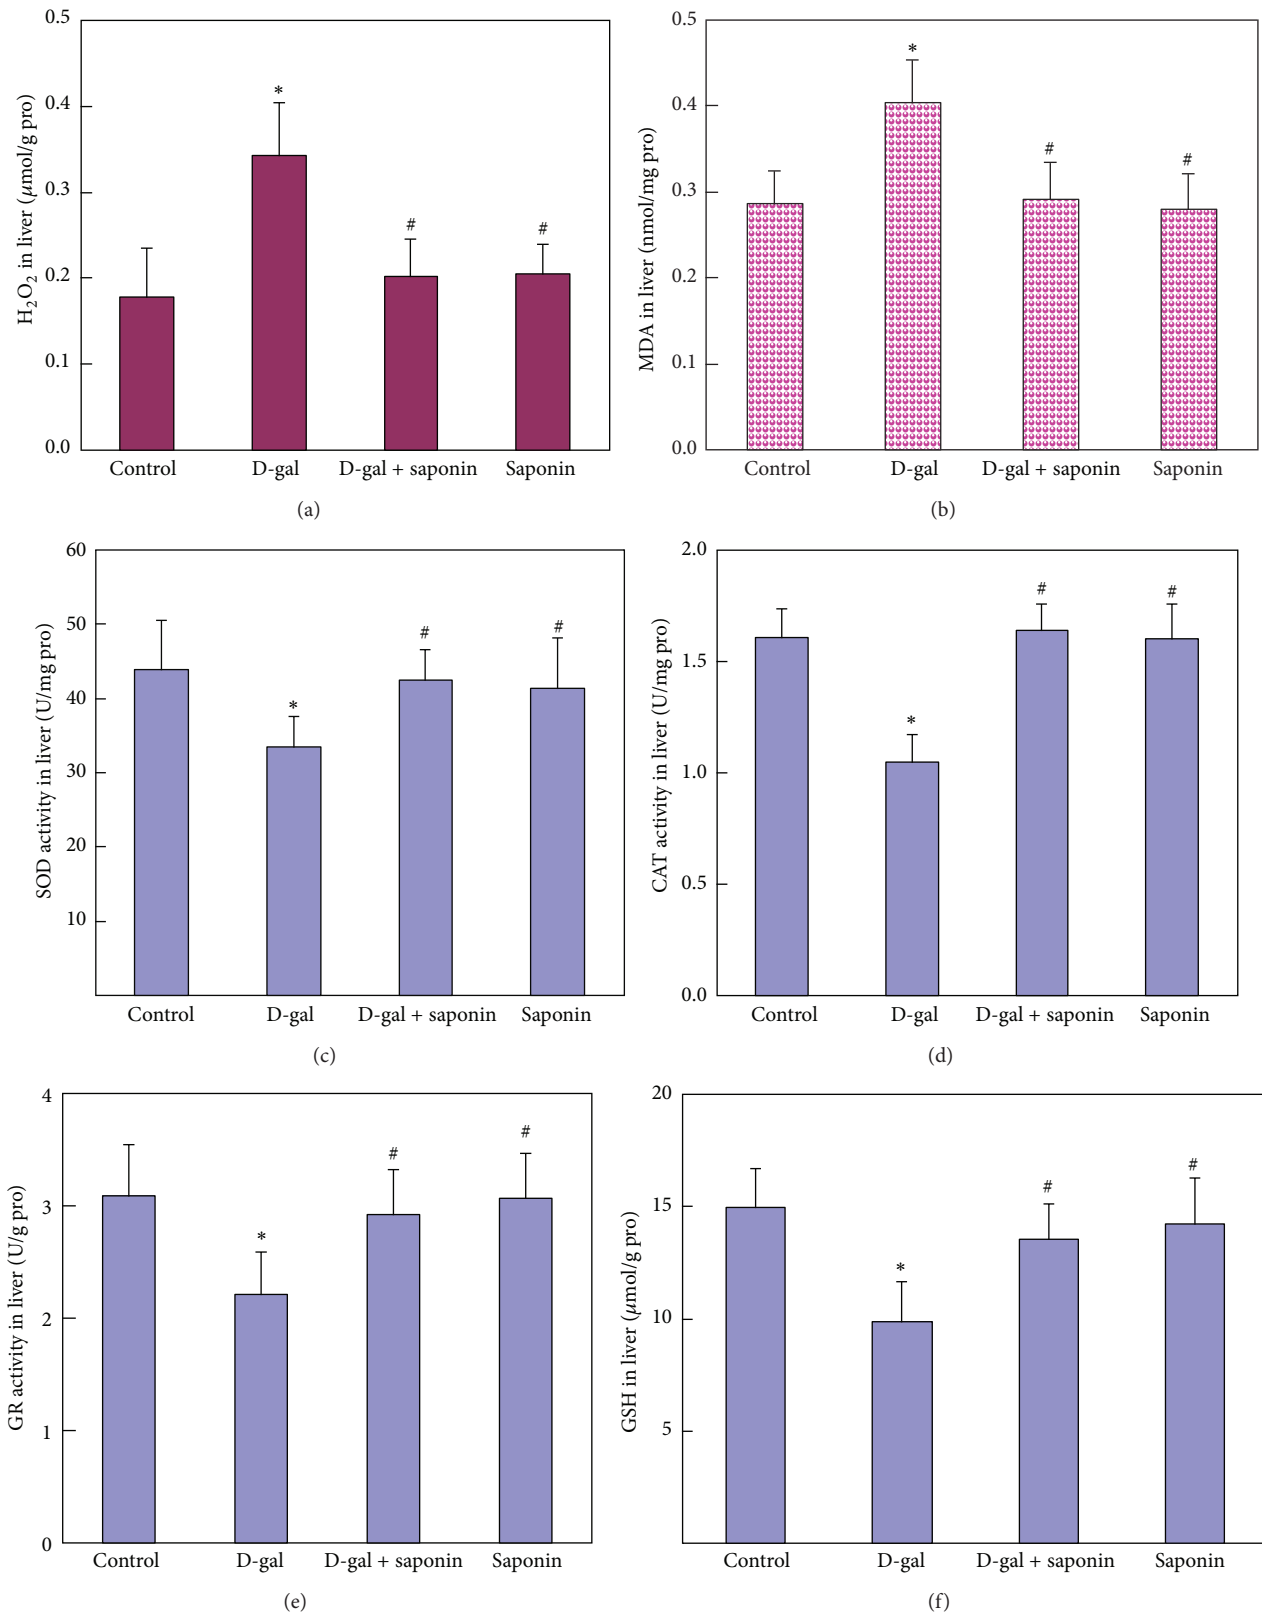 0.5
0.4
0.3
0.2
0.1
0.0
H₂O₂ in liver (μmol/g pro)
*
#
#
Control D-gal D-gal + saponin Saponin
(a)
0.5
0.4
0.3
0.2
0.1
0.0
MDA in liver (nmol/mg pro)
*
#
#
Control D-gal D-gal + saponin Saponin
(b)
60
50
40
30
20
10
SOD activity in liver (U/mg pro)
*
#
#
Control D-gal D-gal + saponin Saponin
(c)
2.0
1.5
1.0
0.5
0.0
CAT activity in liver (U/mg pro)
*
#
#
Control D-gal D-gal + saponin Saponin
(d)
4
3
2
1
0
GR activity in liver (U/g pro)
*
#
#
Control D-gal D-gal + saponin Saponin
(e)
20
15
10
5
GSH in liver (μmol/g pro)
*
#
#
Control D-gal D-gal + saponin Saponin
(f)